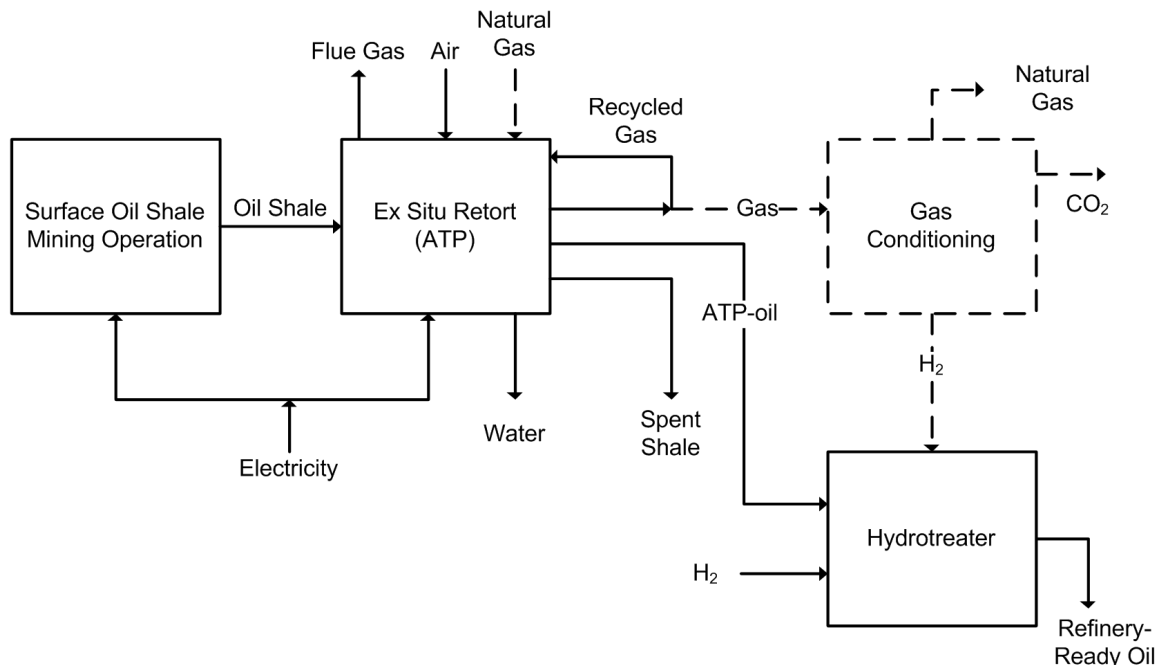 Natural
Gas
Flue Gas
Air
Natural
Gas
Recycled
Gas
CO₂
Surface Oil Shale
Mining Operation
Oil Shale
Ex Situ Retort
(ATP)
Gas
Gas
Conditioning
ATP-oil
H₂
Water
Spent
Shale
Electricity
Hydrotreater
H₂
Refinery-
Ready Oil